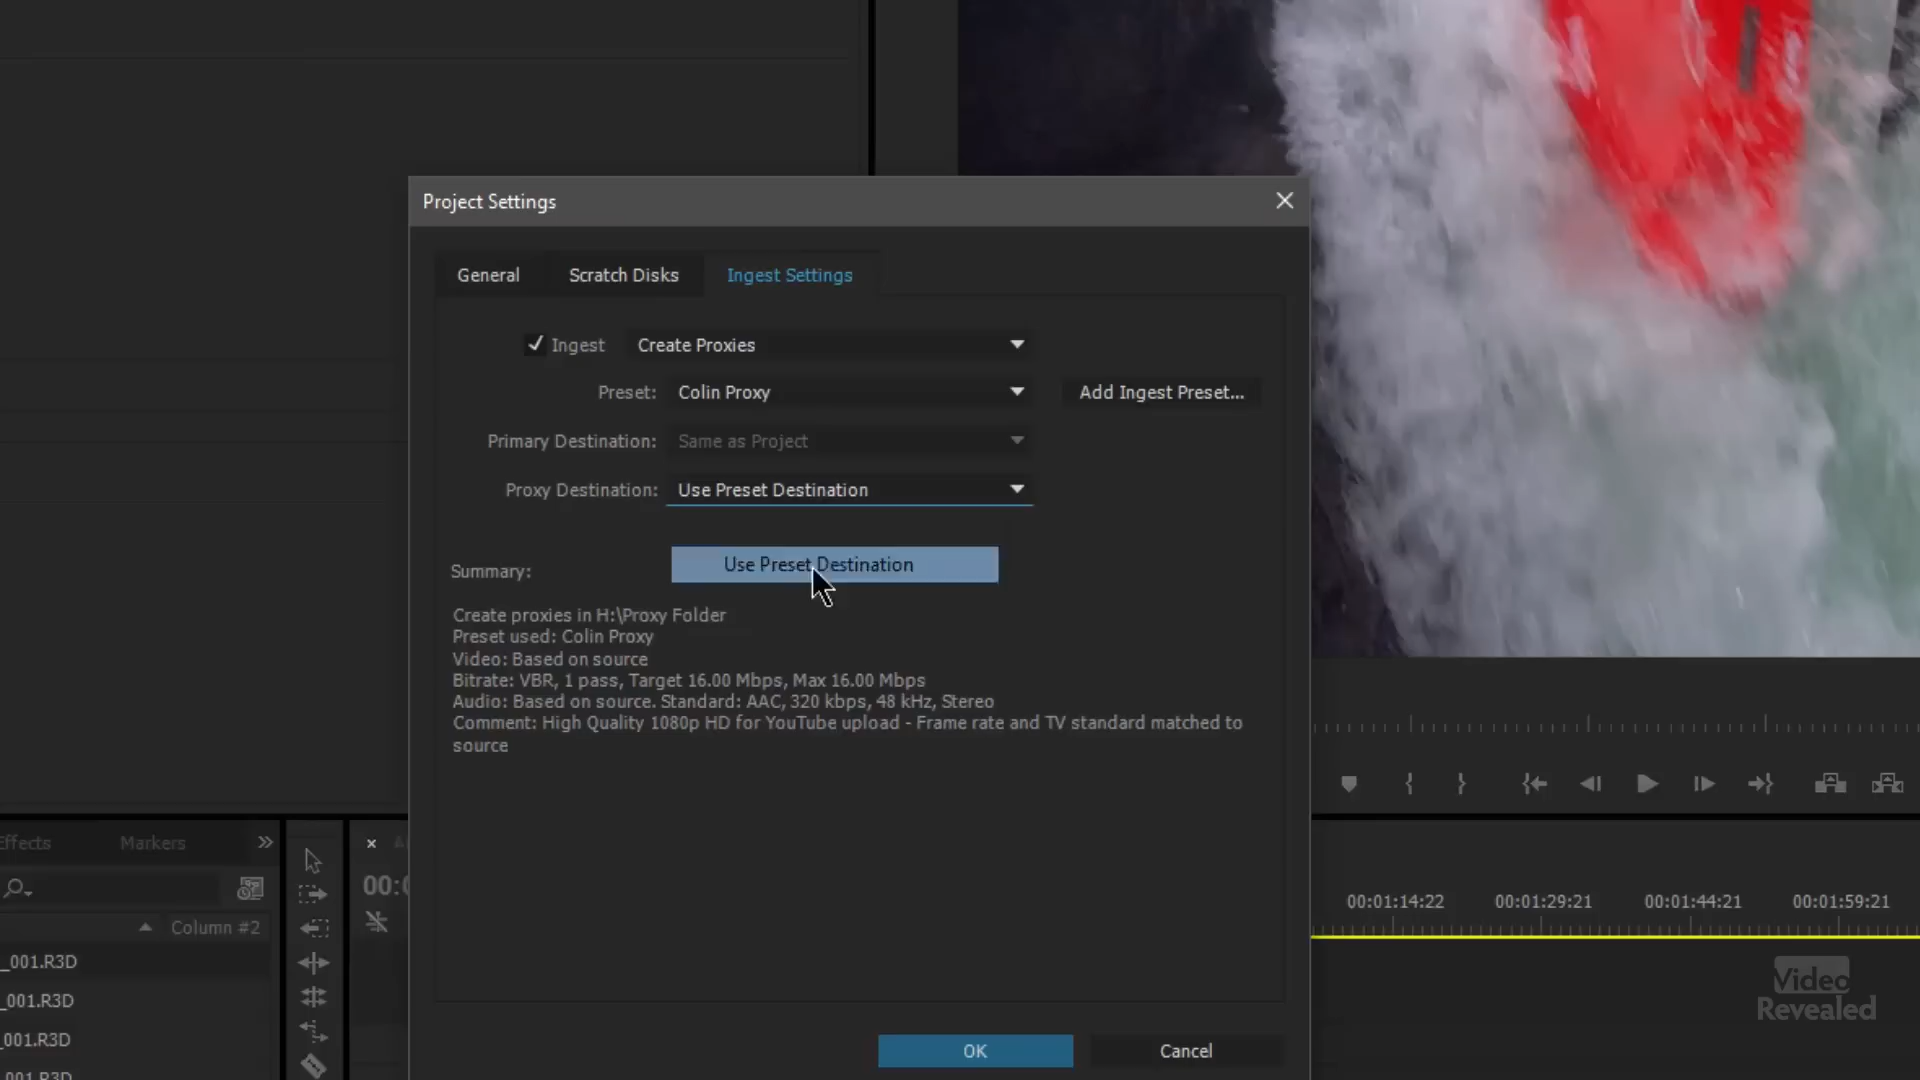 Project Settings
General
Scratch Disks
Ingest Settings
Ingest
Create Proxies
Preset:
Colin Proxy
Add Ingest Preset...
Primary Destination:
Same as Project
Proxy Destination:
Use Preset Destination
Use Preset Destination
Summary:
Create proxies in H:\Proxy Folder
Preset used: Colin Proxy
Video: Based on source
Bitrate: VBR, 1 pass, Target 16.00 Mbps, Max 16.00 Mbps
Audio: Based on source. Standard: AAC, 320 kbps, 48 kHz, Stereo
Comment: High Quality 1080p HD for YouTube upload - Frame rate and TV standard matched to
source
OK
Cancel
Effects
Markers
00:0
Column #2
_001.R3D
_001.R3D
_001.R3D
_001.R3D
00:01:14:22
00:01:29:21
00:01:44:21
00:01:59:21
Video
Revealed